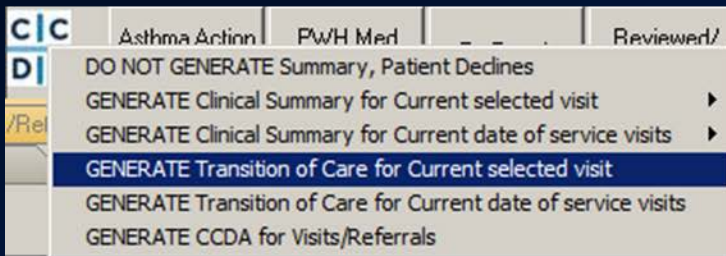 C|C Asthma Action PWH Med Reviewed/
D|
DO NOT GENERATE Summary, Patient Declines
GENERATE Clinical Summary for Current selected visit
/Rel
GENERATE Clinical Summary for Current date of service visits
GENERATE Transition of Care for Current selected visit
GENERATE Transition of Care for Current date of service visits
GENERATE CCDA for Visits/Referrals